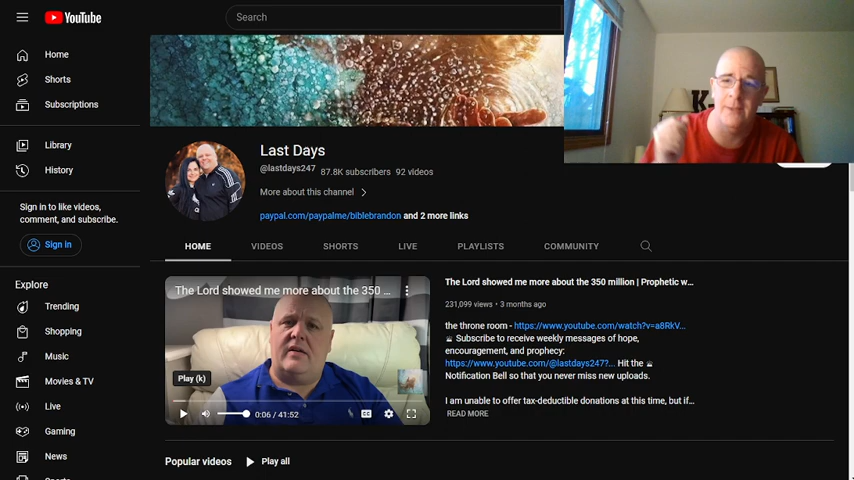 YouTube
Search
Home
Shorts
Subscriptions
Library
History
Sign in to like videos,
comment, and subscribe.
Sign in
Explore
Trending
Shopping
Music
Movies & TV
Live
Gaming
News
Last Days
@lastdays247 87.8K subscribers 92 videos
More about this channel
paypal.com/paypalme/biblebrandon and 2 more links
HOME VIDEOS SHORTS LIVE PLAYLISTS COMMUNITY
The Lord showed me more about the 350 ...
Play (k)
0:06 / 41:52
The Lord showed me more about the 350 million | Prophetic w...
231,099 views • 3 months ago
the throne room - https://www.youtube.com/watch?v=a8RkV...
Subscribe to receive weekly messages of hope,
encouragement, and prophecy:
https://www.youtube.com/@lastdays247?... Hit the
Notification Bell so that you never miss new uploads.
I am unable to offer tax-deductible donations at this time, but if...
READ MORE
Popular videos Play all